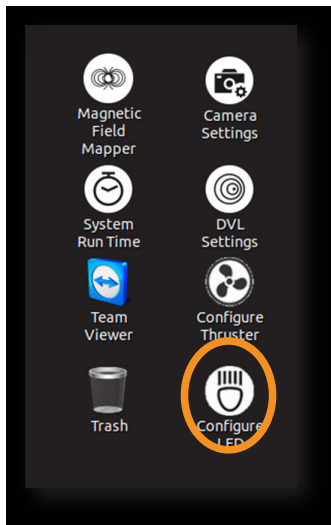 Magnetic
Field
Mapper
Camera
Settings
System
Run Time
DVL
Settings
Team
Viewer
Configure
Thruster
Trash
Configure
LED